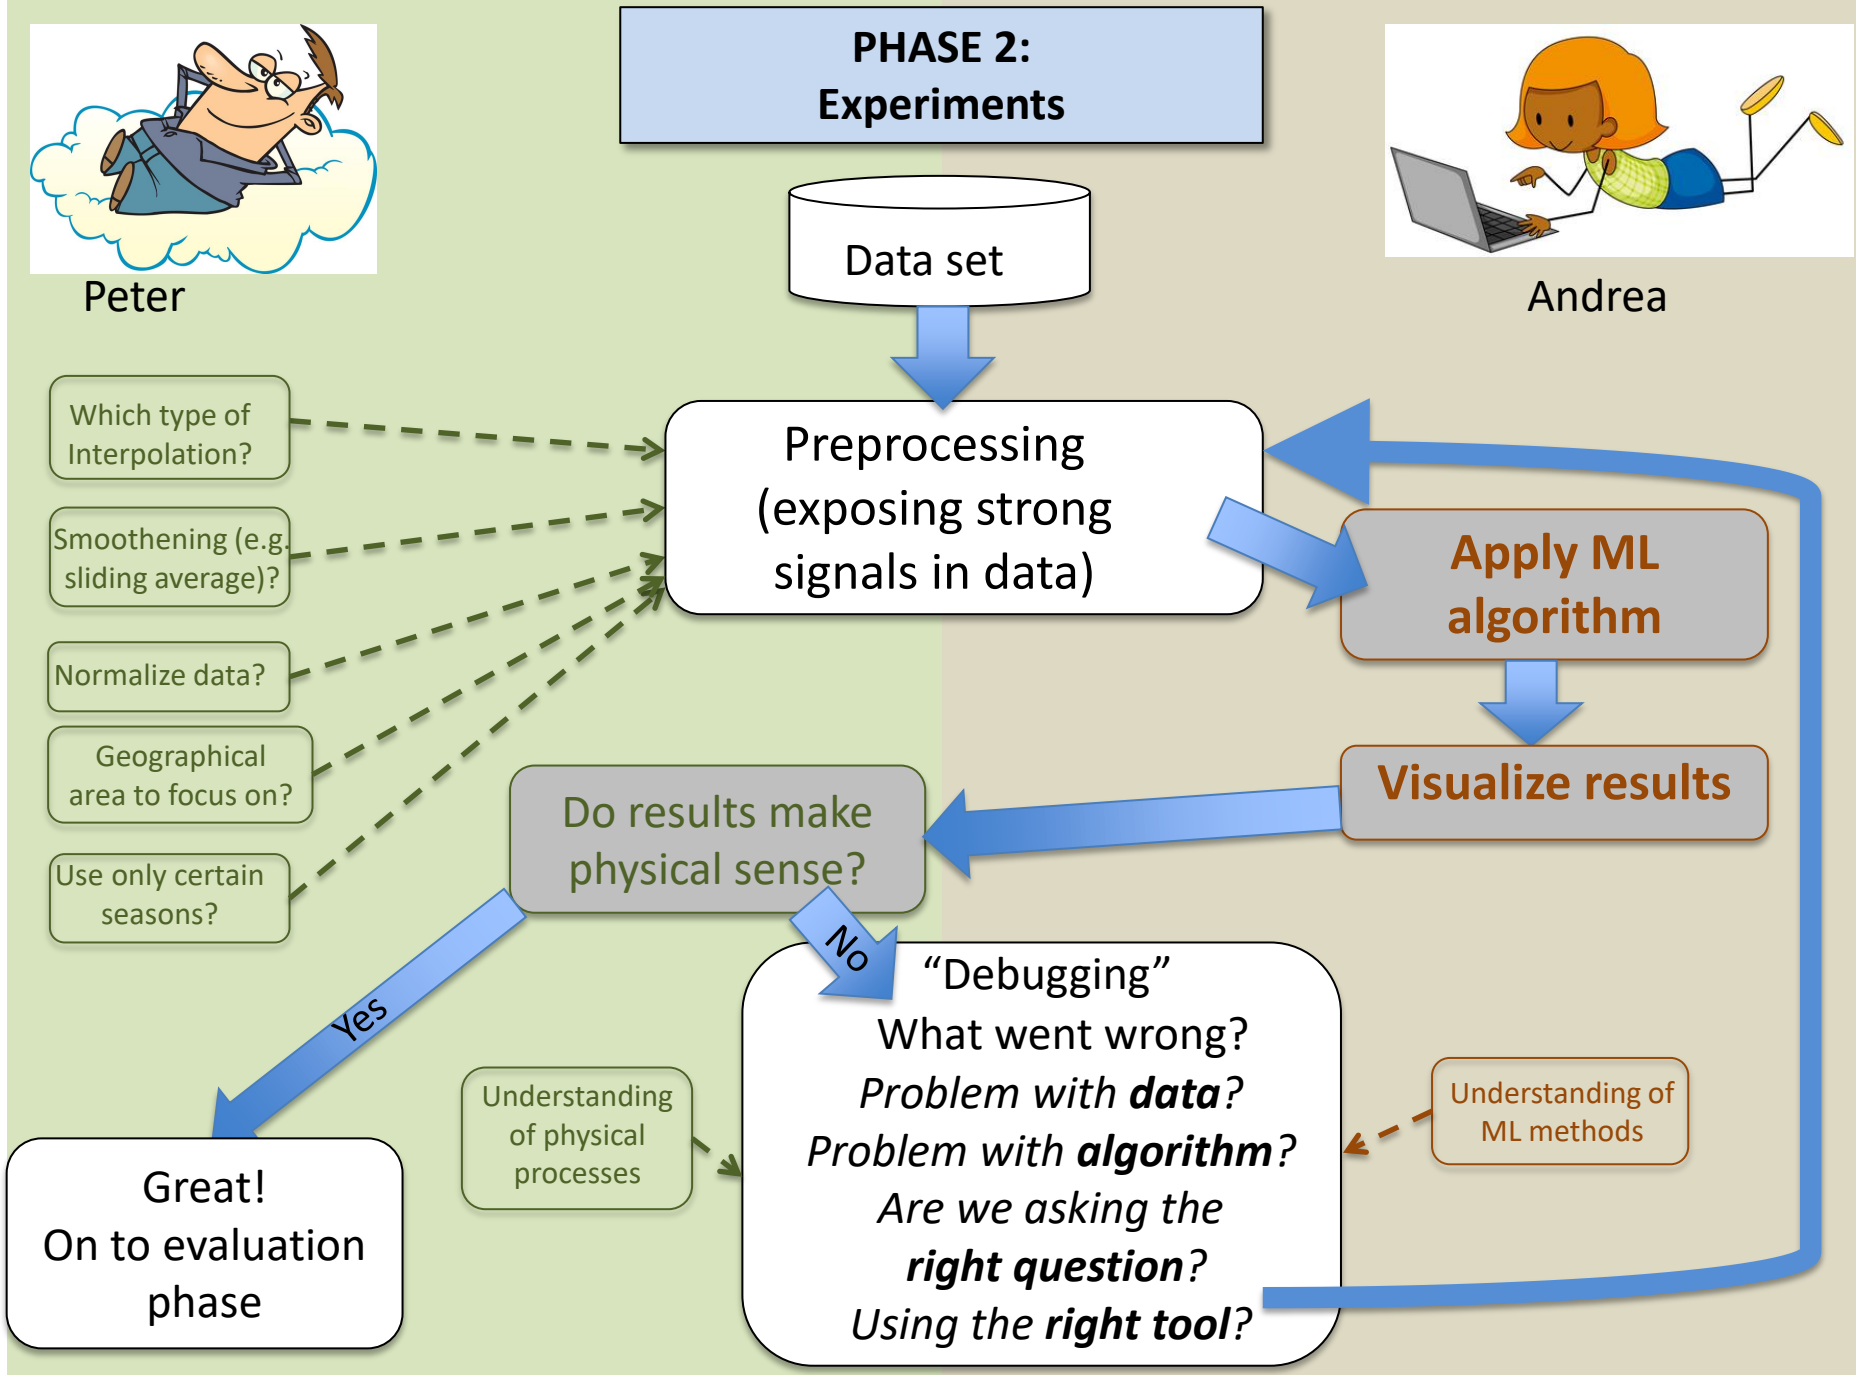 PHASE 2:
Experiments
Peter
Data set
Andrea
Which type of
Interpolation?
Smoothening (e.g.
sliding average)?
Normalize data?
Geographical
area to focus on?
Use only certain
seasons?
Preprocessing
(exposing strong
signals in data)
Apply ML
algorithm
Visualize results
Do results make
physical sense?
Yes
No
Great!
On to evaluation
phase
Understanding
of physical
processes
“Debugging”
What went wrong?
Problem with data?
Problem with algorithm?
Are we asking the
right question?
Using the right tool?
Understanding of
ML methods